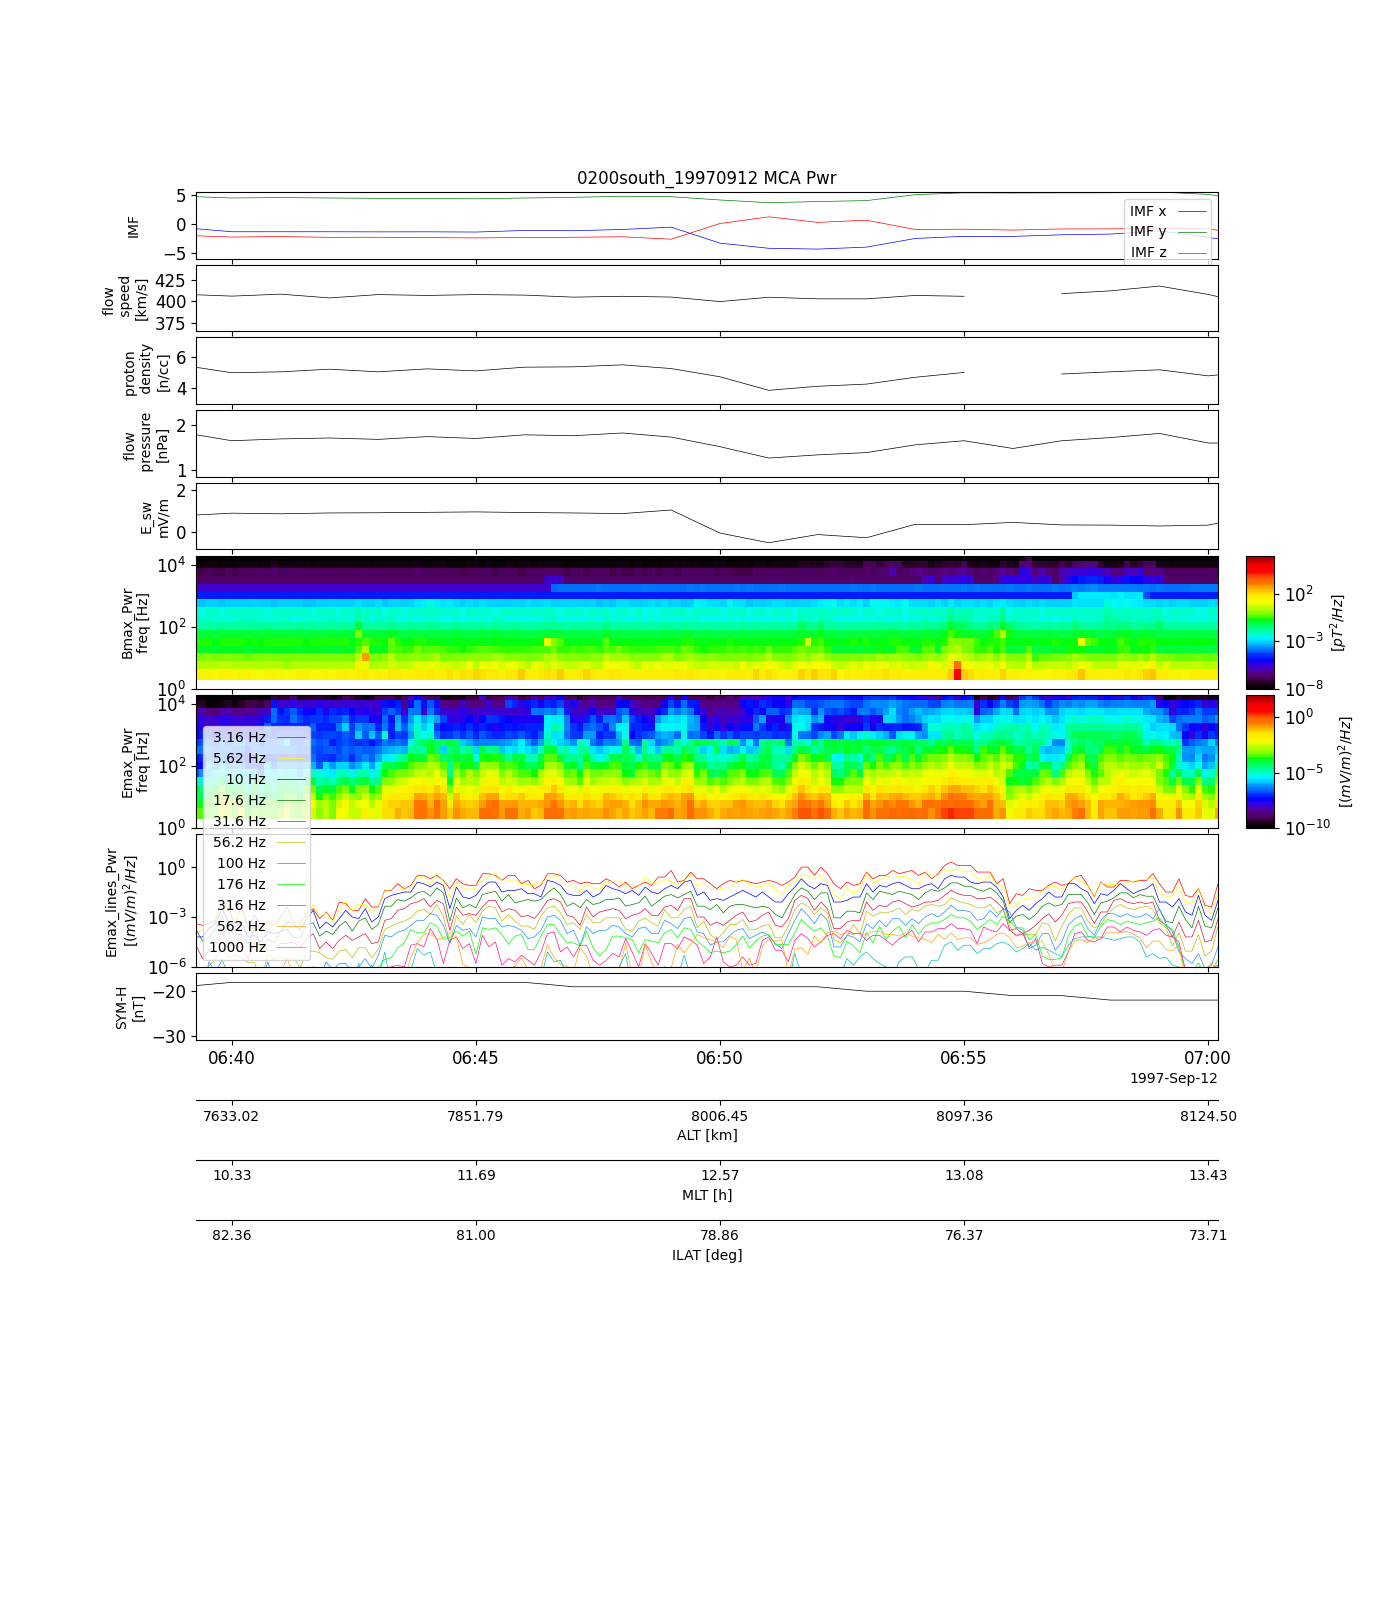 0200south_19970912 MCA Pwr
5
0
−5
IMF
IMF x
IMF y
IMF z
425
400
375
flow
speed
[km/s]
6
4
proton
density
[n/cc]
2
1
flow
pressure
[nPa]
2
0
E_sw
mV/m
10^4
10^2
10^0
Bmax_Pwr
freq [Hz]
10^2
10^−3
10^−8
[pT^2/Hz]
10^4
10^2
10^0
Emax_Pwr
freq [Hz]
10^0
10^−5
10^−10
[(mV/m)^2/Hz]
3.16 Hz
5.62 Hz
10 Hz
17.6 Hz
31.6 Hz
56.2 Hz
100 Hz
176 Hz
316 Hz
562 Hz
1000 Hz
10^0
10^−3
10^−6
Emax_lines_Pwr
[(mV/m)^2/Hz]
−20
−30
SYM-H
[nT]
06:40 06:45 06:50 06:55 07:00
1997-Sep-12
7633.02 7851.79 8006.45 8097.36 8124.50
ALT [km]
10.33 11.69 12.57 13.08 13.43
MLT [h]
82.36 81.00 78.86 76.37 73.71
ILAT [deg]